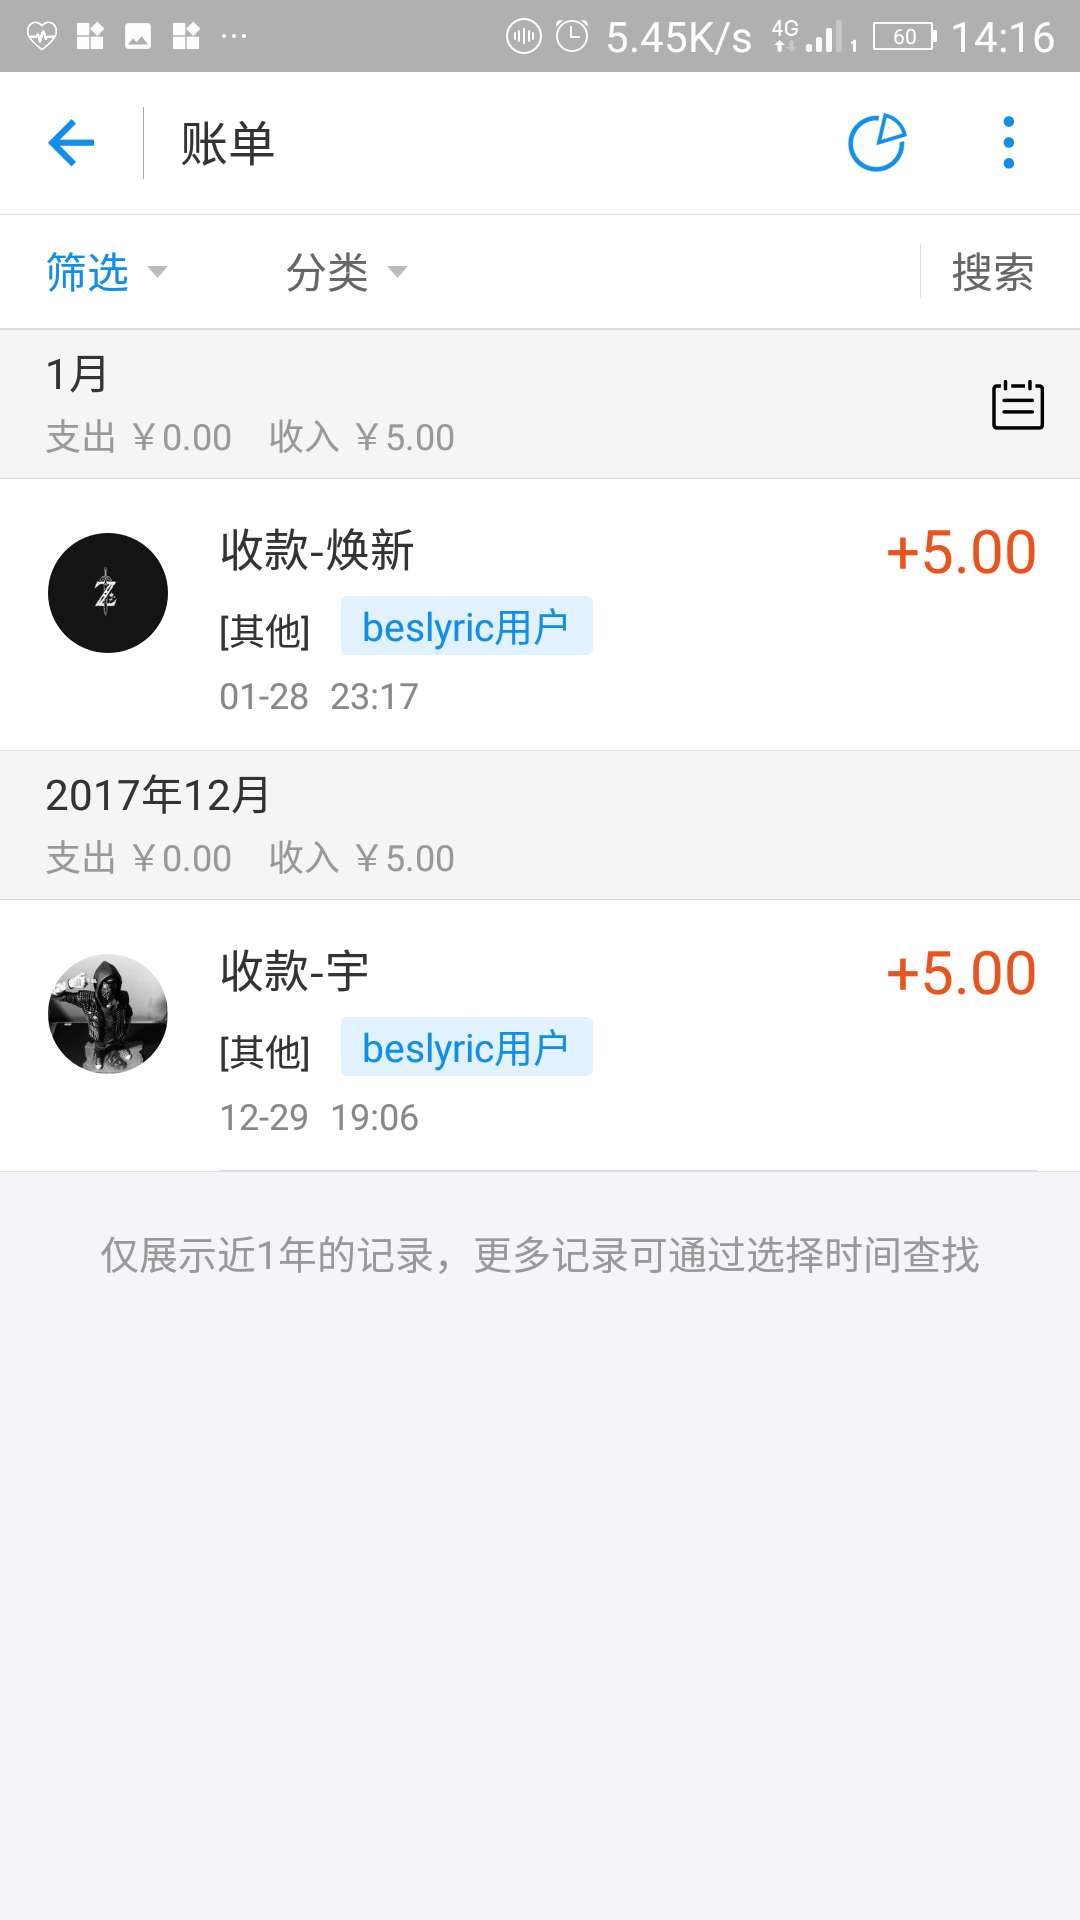 5.45K/s 4G 1 60 14:16
账单
筛选 分类 搜索
1月
支出 ￥0.00 收入 ￥5.00
收款-焕新 +5.00
[其他] beslyric用户
01-28 23:17
2017年12月
支出 ￥0.00 收入 ￥5.00
收款-宇 +5.00
[其他] beslyric用户
12-29 19:06
仅展示近1年的记录，更多记录可通过选择时间查找